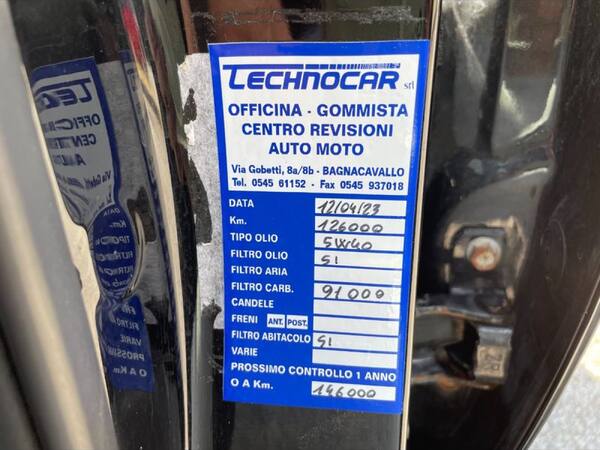 TECHNOCAR srl
OFFICINA - GOMMISTA
CENTRO REVISIONI
AUTO MOTO
Via Gobetti, 8a/8b - BAGNACAVALLO
Tel. 0545 61152 - Fax 0545 937018
DATA 12/04/23
Km. 126000
TIPO OLIO 5W40
FILTRO OLIO SI
FILTRO ARIA
FILTRO CARB. 91000
CANDELE
FRENI ANT. POST.
FILTRO ABITACOLO SI
VARIE
PROSSIMO CONTROLLO 1 ANNO
O A Km. 146000